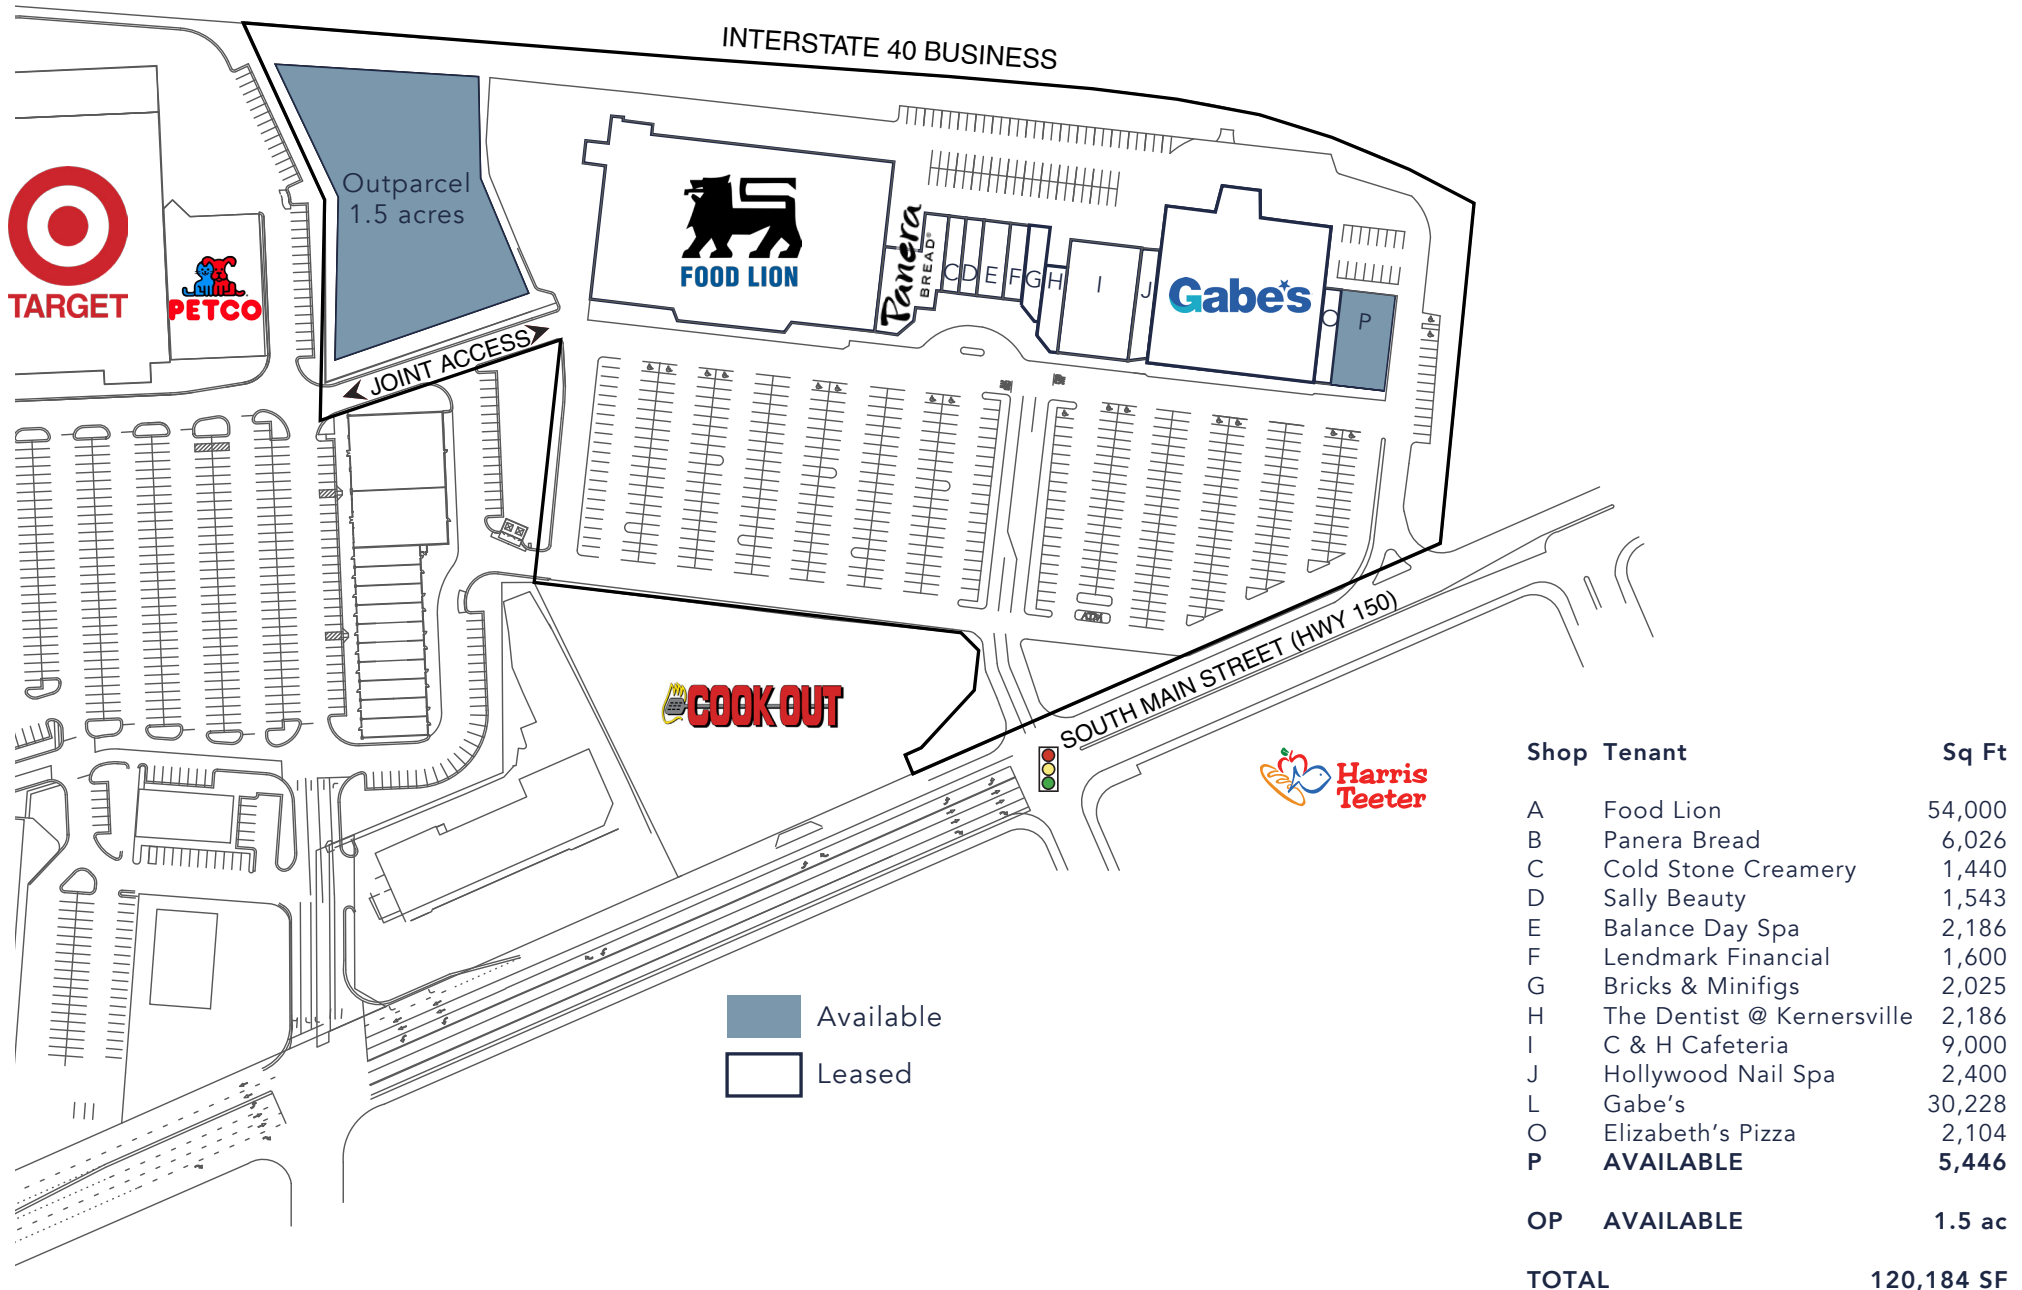 INTERSTATE 40 BUSINESS
Outparcel
1.5 acres
TARGET
PETCO
FOOD LION
Panera
BREAD®
C
D
E
F
G
H
I
J
Gabe's
O
P
JOINT ACCESS
ATM
COOK OUT
SOUTH MAIN STREET (HWY 150)
Harris
Teeter
Available
Leased
Shop Tenant Sq Ft
A Food Lion 54,000
B Panera Bread 6,026
C Cold Stone Creamery 1,440
D Sally Beauty 1,543
E Balance Day Spa 2,186
F Lendmark Financial 1,600
G Bricks & Minifigs 2,025
H The Dentist @ Kernersville 2,186
I C & H Cafeteria 9,000
J Hollywood Nail Spa 2,400
L Gabe’s 30,228
O Elizabeth’s Pizza 2,104
P AVAILABLE 5,446
OP AVAILABLE 1.5 ac
TOTAL 120,184 SF